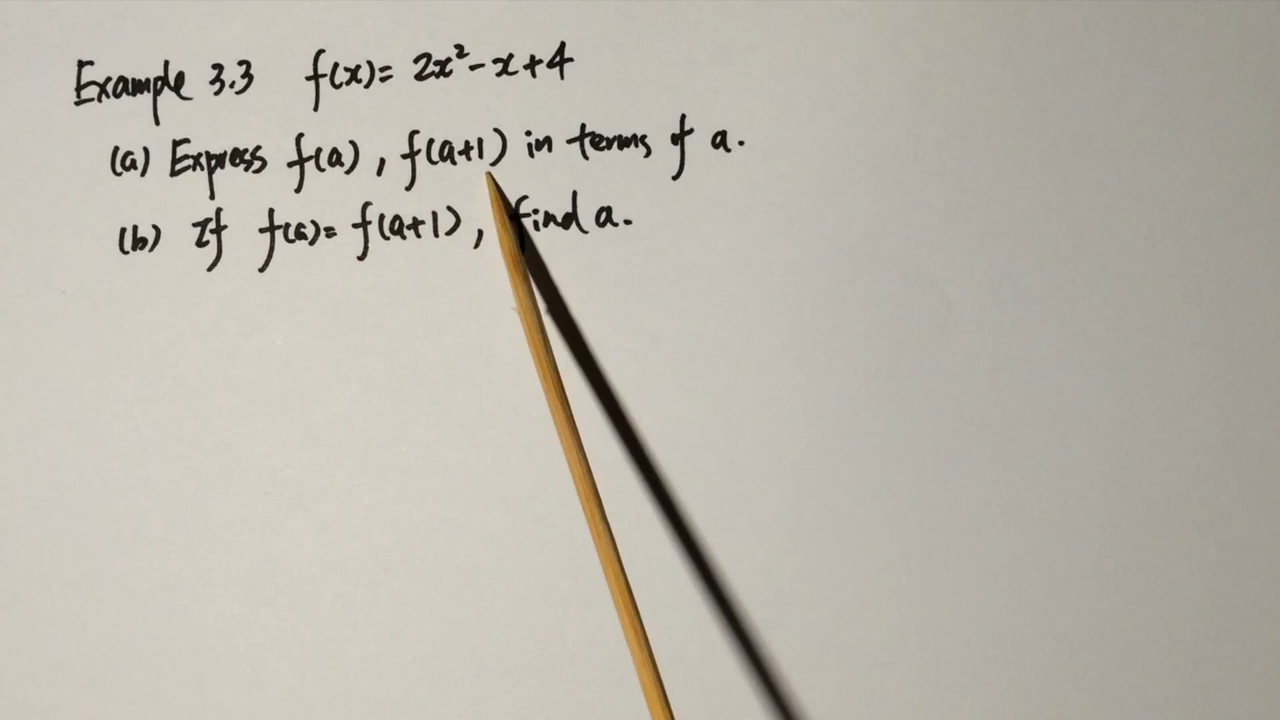 Example 3.3 f(x)= 2x²-x+4
(a) Express f(a), f(a+1) in terms of a.
(b) If f(a)= f(a+1), find a.